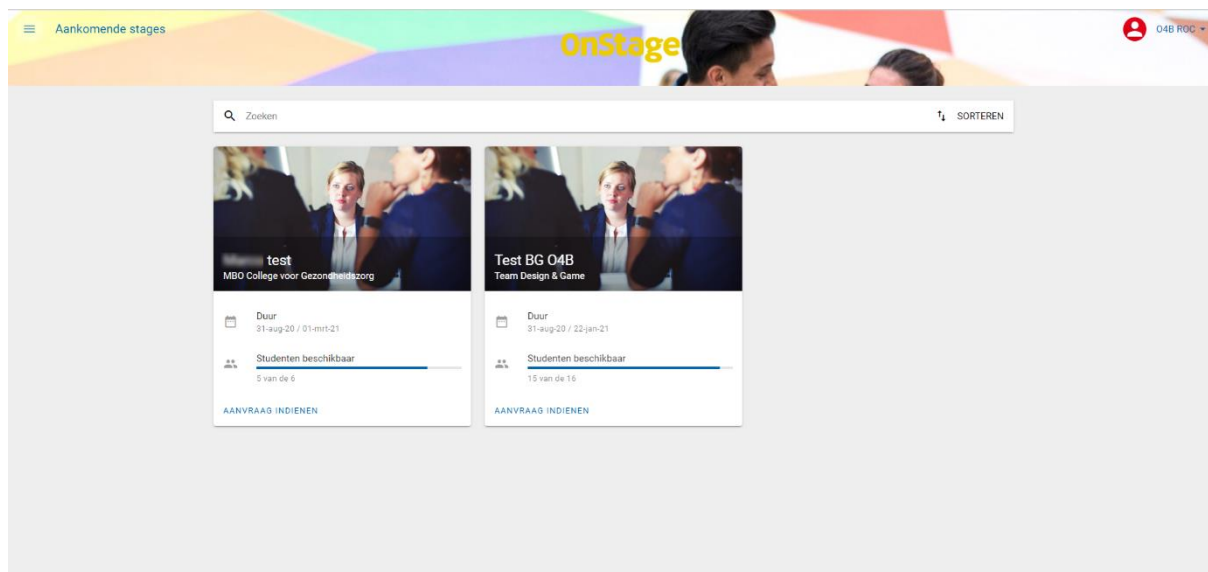 Aankomende stages
OnStage
O4B ROC
Zoeken
SORTEREN
test
MBO College voor Gezondheidszorg
Duur
31-aug-20 / 01-mrt-21
Studenten beschikbaar
5 van de 6
AANVRAAG INDIENEN
Test BG O4B
Team Design & Game
Duur
31-aug-20 / 22-jan-21
Studenten beschikbaar
15 van de 16
AANVRAAG INDIENEN